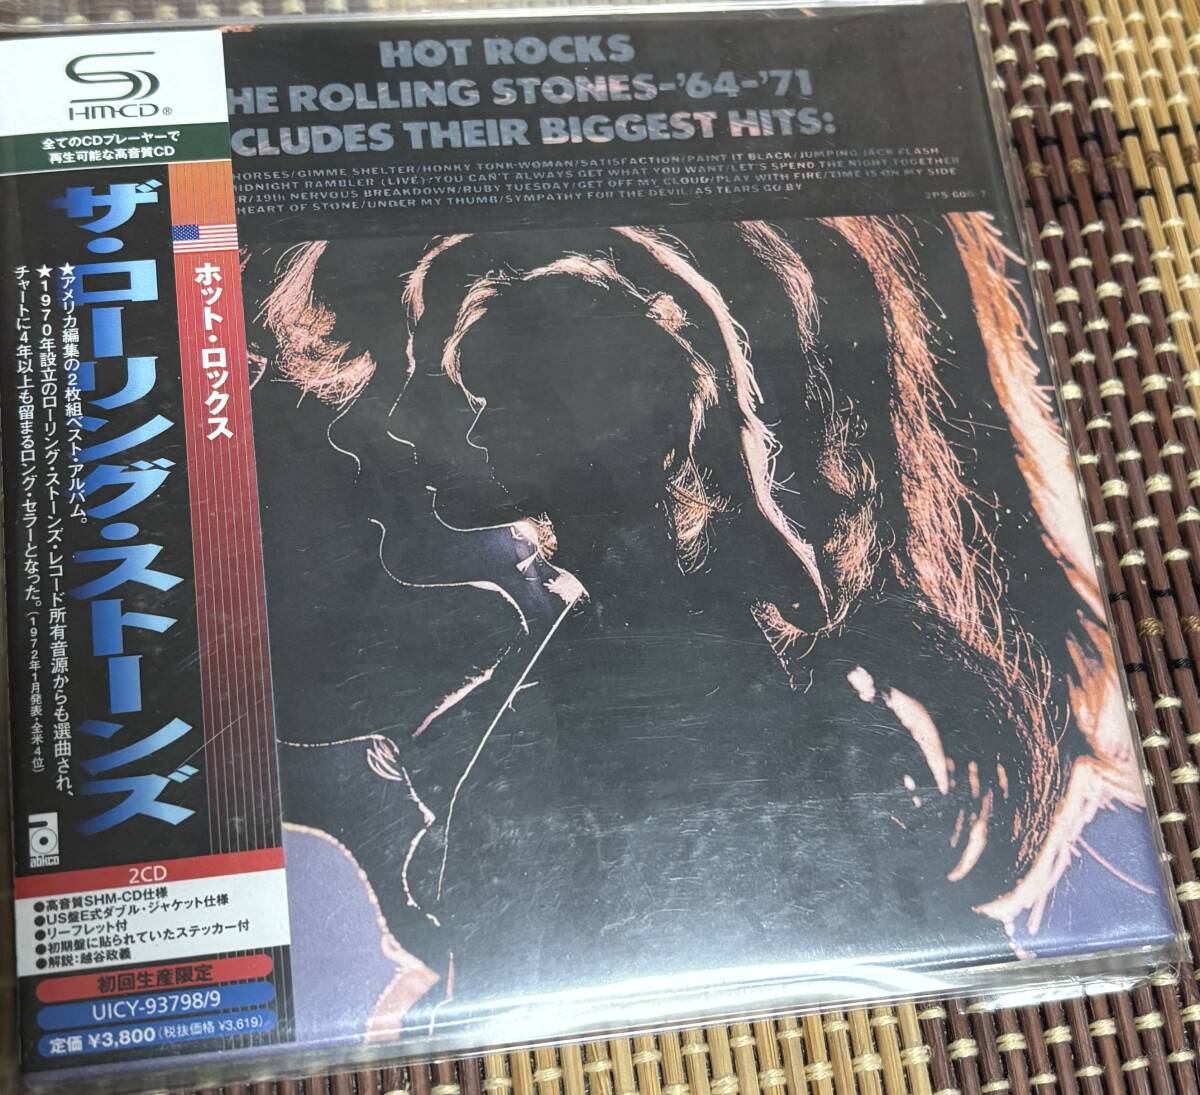 HM-CD®
全てのCDプレーヤーで
再生可能な高音質CD
ザ・ローリング・ストーンズ
ホット・ロックス
★アメリカ編集の2枚組ベスト・アルバム。
★1970年設立のローリング・ストーンズ・レコード所有音源からも選曲され、
チャートに4年以上も留まるロング・セラーとなった。(1972年1月発表・全米4位)
abkco
2CD
●高音質SHM-CD仕様
●US盤E式ダブル・ジャケット仕様
●リーフレット付
●初期盤に貼られていたステッカー付
●解説:越谷政義
初回生産限定
UICY-93798/9
定価 ¥3,800(税抜価格 ¥3,619)
HOT ROCKS
HE ROLLING STONES-'64-'71
CLUDES THEIR BIGGEST HITS:
HORSES/GIMME SHELTER/HONKY TONK-WOMAN/SATISFACTION/PAINT IT BLACK/JUMPING JACK FLASH
MIDNIGHT RAMBLER (LIVE)/YOU CAN'T ALWAYS GET WHAT YOU WANT/LET'S SPEND THE NIGHT TOGETHER
ER/19th NERVOUS BREAKDOWN/RUBY TUESDAY/GET OFF MY CLOUD/PLAY WITH FIRE/TIME IS ON MY SIDE
HEART OF STONE/UNDER MY THUMB/SYMPATHY FOR THE DEVIL/AS TEARS GO BY
2PS 606-7